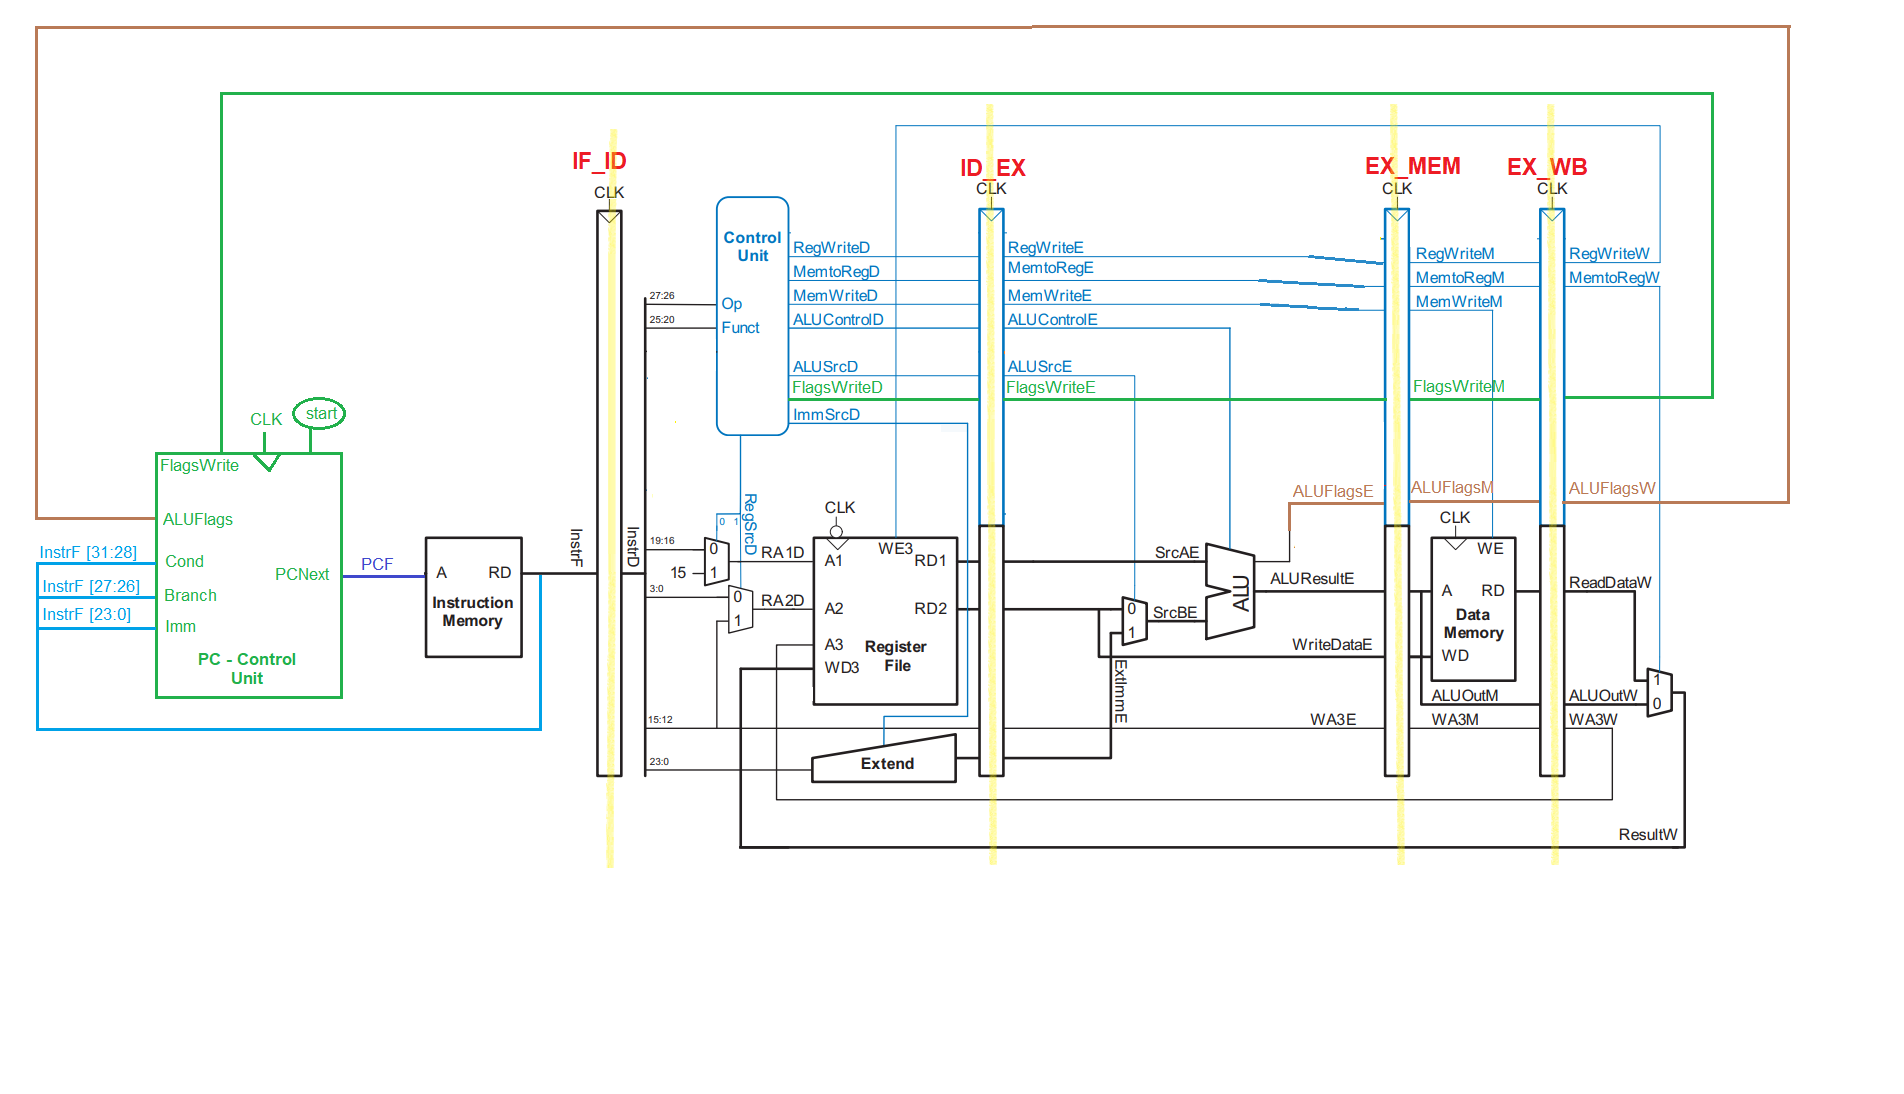 IF_ID
CLK
ID_EX
CLK
EX_MEM
CLK
EX_WB
CLK
Control
Unit
Op
Funct
27:26
25:20
RegWriteD
MemtoRegD
MemWriteD
ALUControlD
ALUSrcD
FlagsWriteD
ImmSrcD
RegWriteE
MemtoRegE
MemWriteE
ALUControlE
ALUSrcE
FlagsWriteE
RegWriteM
MemtoRegM
MemWriteM
FlagsWriteM
RegWriteW
MemtoRegW
CLK
start
FlagsWrite
ALUFlags
Cond
Branch
Imm
PCNext
PC - Control
Unit
InstrF [31:28]
InstrF [27:26]
InstrF [23:0]
PCF
A
RD
Instruction
Memory
InstrF
InstrD
19:16
15
3:0
15:12
23:0
0
1
RegSrcD
0
1
0
1
RA1D
RA2D
CLK
A1
A2
A3
WD3
WE3
RD1
RD2
Register
File
Extend
SrcAE
0
1
SrcBE
ALU
ExtImmE
ALUResultE
WriteDataE
WA3E
ALUFlagsE
ALUFlagsM
ALUFlagsW
CLK
WE
A
RD
Data
Memory
WD
ALUOutM
WA3M
ReadDataW
ALUOutW
WA3W
1
0
ResultW